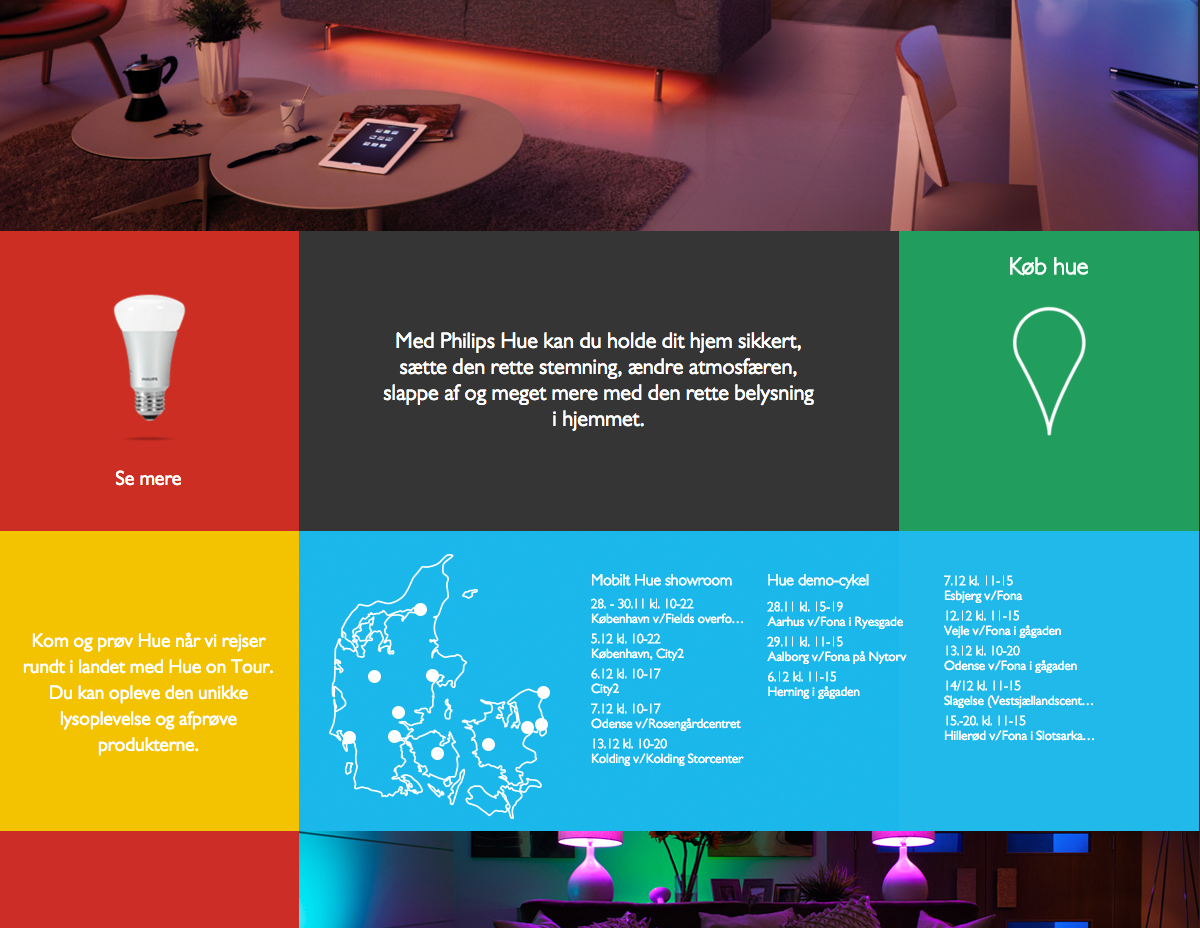 PHILIPS
Se mere
Med Philips Hue kan du holde dit hjem sikkert,
sætte den rette stemning, ændre atmosfæren,
slappe af og meget mere med den rette belysning
i hjemmet.
Køb hue
Kom og prøv Hue når vi rejser
rundt i landet med Hue on Tour.
Du kan opleve den unikke
lysoplevelse og afprøve
produkterne.
Mobilt Hue showroom
28. - 30.11 kl. 10-22
København v/Fields overfo...
5.12 kl. 10-22
København, City2
6.12 kl. 10-17
City2
7.12 kl. 10-17
Odense v/Rosengårdcentret
13.12 kl. 10-20
Kolding v/Kolding Storcenter
Hue demo-cykel
28.11 kl. 15-19
Aarhus v/Fona i Ryesgade
29.11 kl. 11-15
Aalborg v/Fona på Nytorv
6.12 kl. 11-15
Herning i gågaden
7.12 kl. 11-15
Esbjerg v/Fona
12.12 kl. 11-15
Vejle v/Fona i gågaden
13.12 kl. 10-20
Odense v/Fona i gågaden
14/12 kl. 11-15
Slagelse (Vestsjællandscent...
15.-20. kl. 11-15
Hillerød v/Fona i Slotsarka...